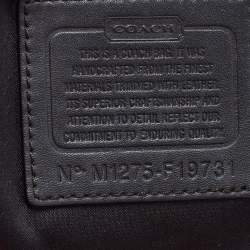 COACH
THIS IS A COACH BAG. IT WAS
HANDCRAFTED FROM THE FINEST
MATERIALS TRIMMED WITH LEATHER.
ITS SUPERIOR CRAFTSMANSHIP AND
ATTENTION TO DETAIL REFLECT OUR
COMMITMENT TO ENDURING QUALITY.
Nº M1275-F19731